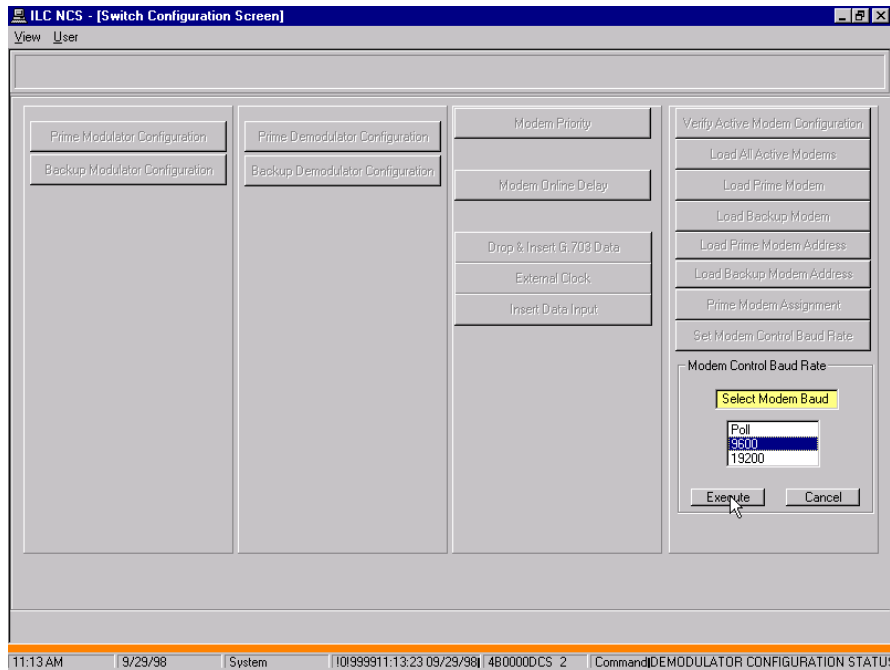 ILC NCS - [Switch Configuration Screen]
View User
Prime Modulator Configuration
Backup Modulator Configuration
Prime Demodulator Configuration
Backup Demodulator Configuration
Modem Priority
Modem Online Delay
Drop & Insert G.703 Data
External Clock
Insert Data Input
Verify Active Modem Configuration
Load All Active Modems
Load Prime Modem
Load Backup Modem
Load Prime Modem Address
Load Backup Modem Address
Prime Modem Assignment
Set Modem Control Baud Rate
Modem Control Baud Rate
Select Modem Baud
Poll
9600
19200
Execute Cancel
11:13 AM 9/29/98 System !0!999911:13:23 09/29/98 4B0000DCS 2 Command DEMODULATOR CONFIGURATION STATU